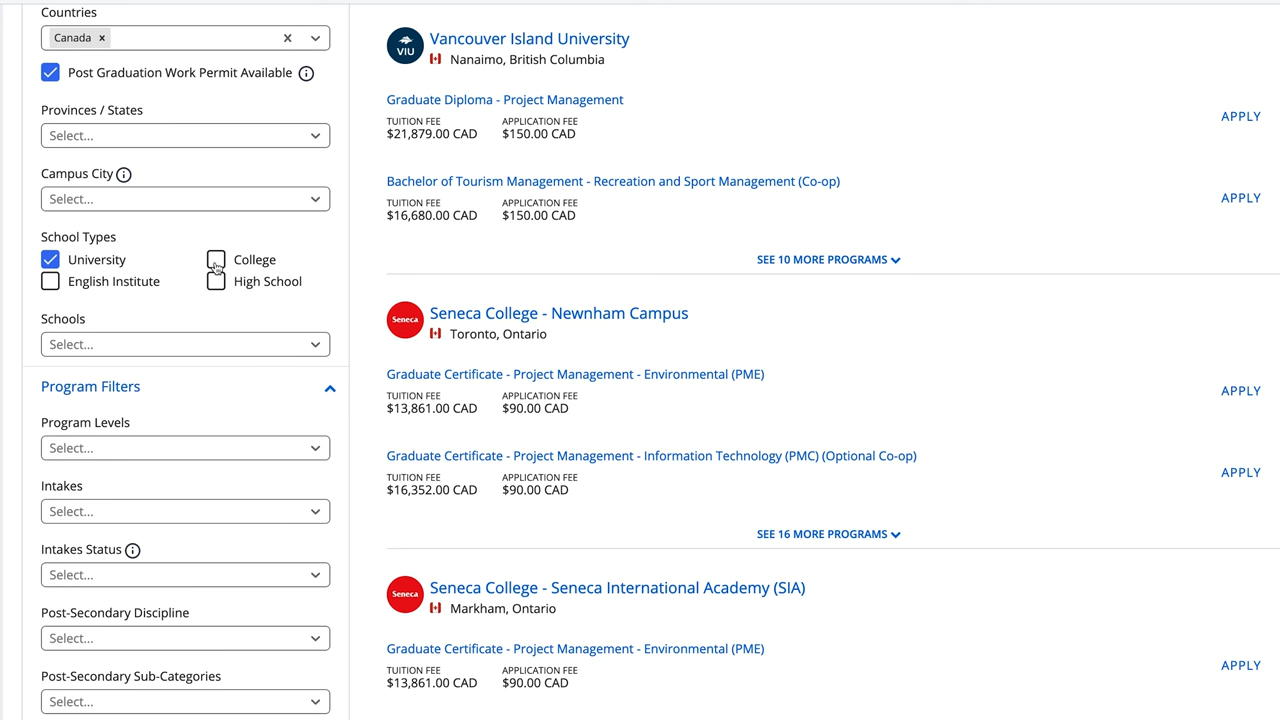 Countries
Canada ×
Post Graduation Work Permit Available
Provinces / States
Select...
Campus City
Select...
School Types
University
College
English Institute
High School
Schools
Select...
Program Filters
Program Levels
Select...
Intakes
Select...
Intakes Status
Select...
Post-Secondary Discipline
Select...
Post-Secondary Sub-Categories
Select...
VIU
Vancouver Island University
Nanaimo, British Columbia
Graduate Diploma - Project Management
TUITION FEE
$21,879.00 CAD
APPLICATION FEE
$150.00 CAD
APPLY
Bachelor of Tourism Management - Recreation and Sport Management (Co-op)
TUITION FEE
$16,680.00 CAD
APPLICATION FEE
$150.00 CAD
APPLY
SEE 10 MORE PROGRAMS
Seneca
Seneca College - Newnham Campus
Toronto, Ontario
Graduate Certificate - Project Management - Environmental (PME)
TUITION FEE
$13,861.00 CAD
APPLICATION FEE
$90.00 CAD
APPLY
Graduate Certificate - Project Management - Information Technology (PMC) (Optional Co-op)
TUITION FEE
$16,352.00 CAD
APPLICATION FEE
$90.00 CAD
APPLY
SEE 16 MORE PROGRAMS
Seneca
Seneca College - Seneca International Academy (SIA)
Markham, Ontario
Graduate Certificate - Project Management - Environmental (PME)
TUITION FEE
$13,861.00 CAD
APPLICATION FEE
$90.00 CAD
APPLY